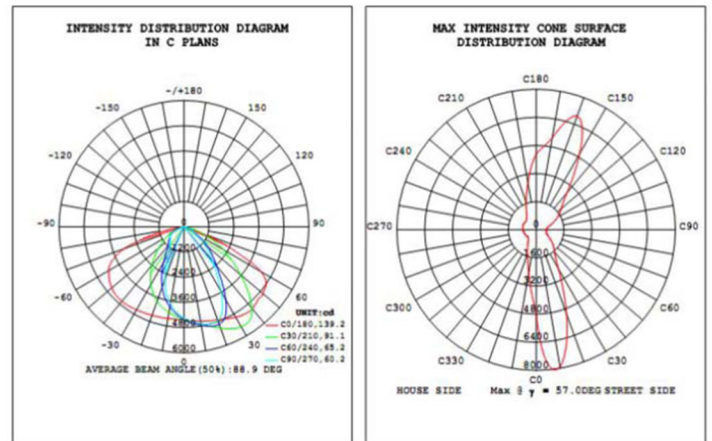 INTENSITY DISTRIBUTION DIAGRAM
IN C PLANS
-/+180
-150 150
-120 120
-90 0 90
1200
2400
-60 3600 60
UNIT:cd
4800 C0/180,139.2
C30/210,91.1
-30 30 C60/240,65.2
6000 C90/270,60.2
0
AVERAGE BEAM ANGLE(50%):88.9 DEG
MAX INTENSITY CONE SURFACE
DISTRIBUTION DIAGRAM
C180
C210 C150
C240 C120
C270 0 C90
1600
3200
C300 4800 C60
6400
C330 8000 C30
C0
HOUSE SIDE Max @ γ = 57.0DEG STREET SIDE